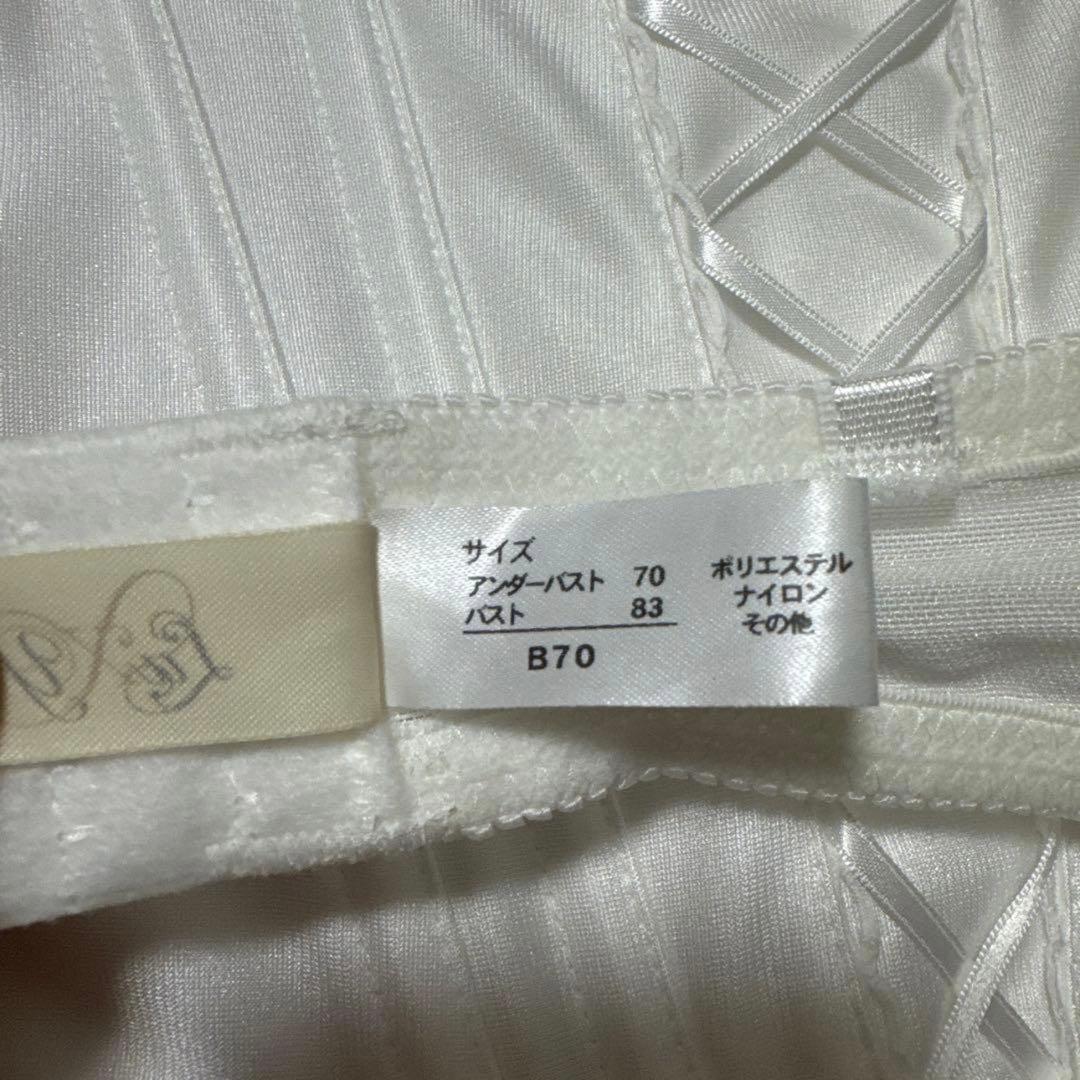 サイズ
アンダーバスト 70
バスト 83
B70
ポリエステル
ナイロン
その他